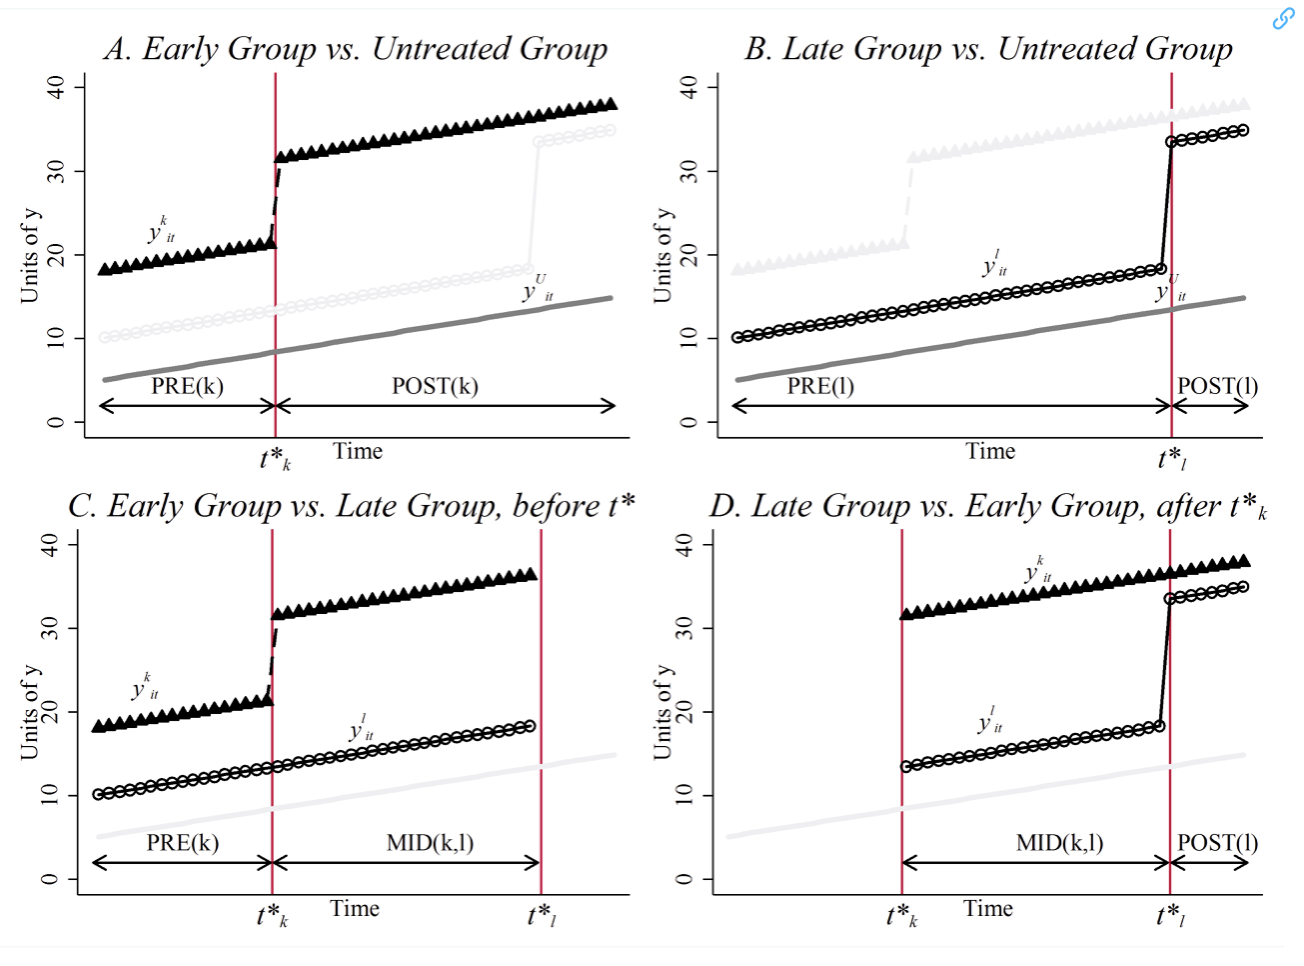 A. Early Group vs. Untreated Group
Units of y
40
30
20
10
0
y^k_it
y^U_it
PRE(k)
POST(k)
t*_k
Time
B. Late Group vs. Untreated Group
Units of y
40
30
20
10
0
y^l_it
y^U_it
PRE(l)
POST(l)
Time
t*_l
C. Early Group vs. Late Group, before t*
Units of y
40
30
20
10
0
y^k_it
y^l_it
PRE(k)
MID(k,l)
t*_k
Time
t*_l
D. Late Group vs. Early Group, after t*_k
Units of y
40
30
20
10
0
y^k_it
y^l_it
MID(k,l)
POST(l)
t*_k
Time
t*_l